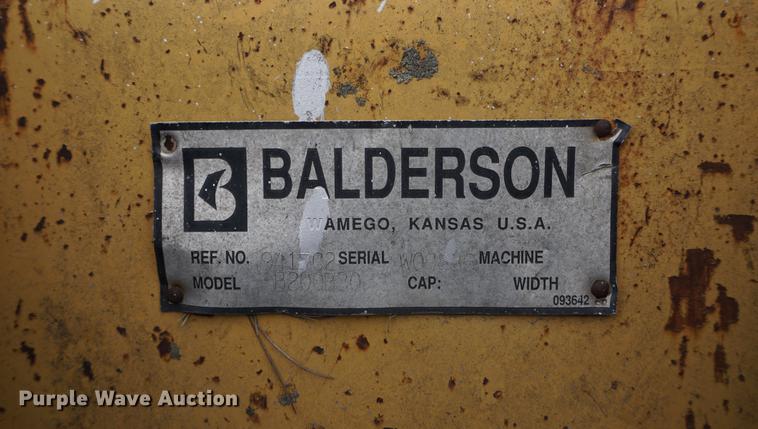 B BALDERSON
WAMEGO, KANSAS U.S.A.
REF. NO. SERIAL MACHINE
MODEL CAP: WIDTH
093642
Purple Wave Auction